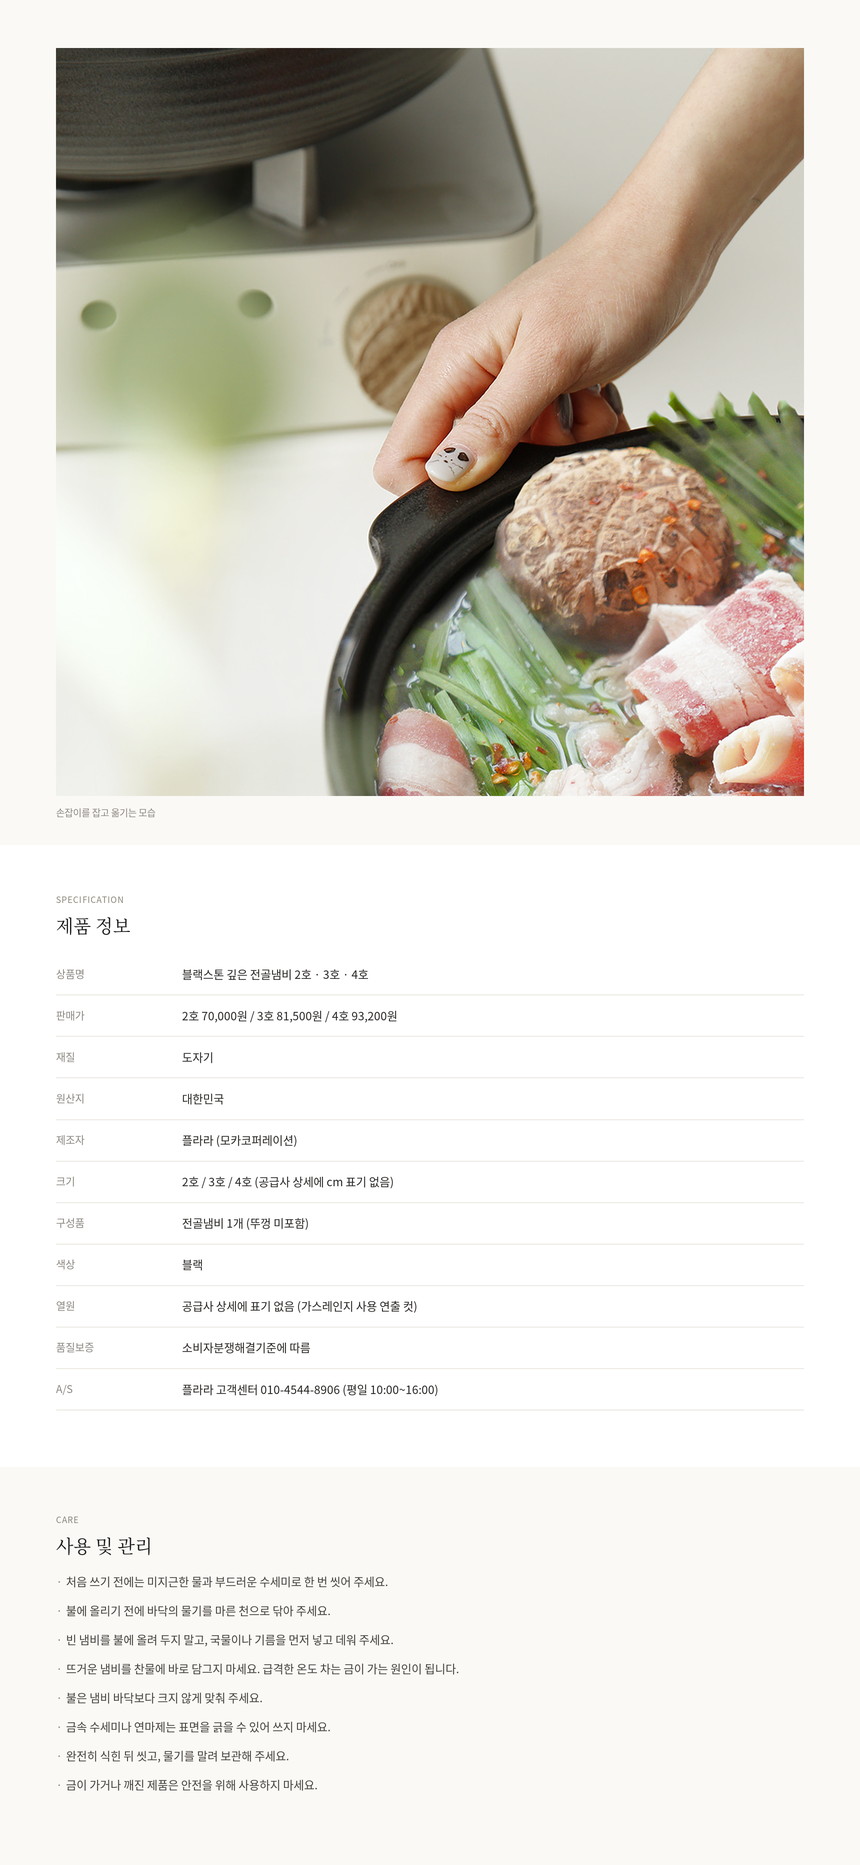 손잡이를 잡고 옮기는 모습
SPECIFICATION
제품 정보
상품명 블랙스톤 깊은 전골냄비 2호 · 3호 · 4호
판매가 2호 70,000원 / 3호 81,500원 / 4호 93,200원
재질 도자기
원산지 대한민국
제조자 플라라 (모카코퍼레이션)
크기 2호 / 3호 / 4호 (공급사 상세에 cm 표기 없음)
구성품 전골냄비 1개 (뚜껑 미포함)
색상 블랙
열원 공급사 상세에 표기 없음 (가스레인지 사용 연출 컷)
품질보증 소비자분쟁해결기준에 따름
A/S 플라라 고객센터 010-4544-8906 (평일 10:00~16:00)
CARE
사용 및 관리
· 처음 쓰기 전에는 미지근한 물과 부드러운 수세미로 한 번 씻어 주세요.
· 불에 올리기 전에 바닥의 물기를 마른 천으로 닦아 주세요.
· 빈 냄비를 불에 올려 두지 말고, 국물이나 기름을 먼저 넣고 데워 주세요.
· 뜨거운 냄비를 찬물에 바로 담그지 마세요. 급격한 온도 차는 금이 가는 원인이 됩니다.
· 불은 냄비 바닥보다 크지 않게 맞춰 주세요.
· 금속 수세미나 연마제는 표면을 긁을 수 있어 쓰지 마세요.
· 완전히 식힌 뒤 씻고, 물기를 말려 보관해 주세요.
· 금이 가거나 깨진 제품은 안전을 위해 사용하지 마세요.